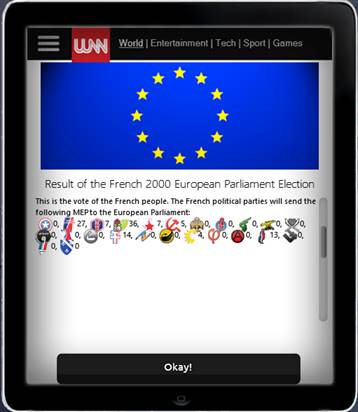 WNN
World | Entertainment | Tech | Sport | Games
Result of the French 2000 European Parliament Election
This is the vote of the French people. The French political parties will send the
following MEP to the European Parliament:
0, 27, 7, 36, 7, 5, 0, 0, 0, 0, 0,
0, 0, 14, 0, 0, 4, 0, 0, 13,
0, 0
Okay!